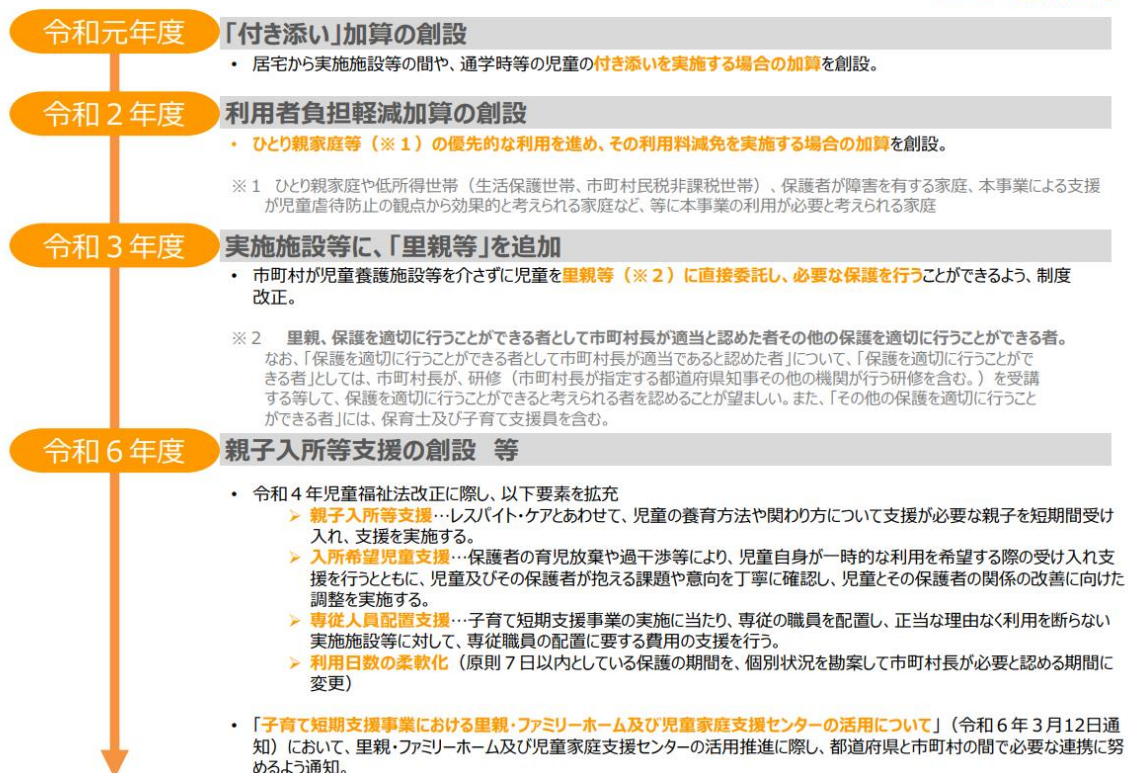 令和元年度
「付き添い」加算の創設
• 居宅から実施施設等の間や、通学時等の児童の付き添いを実施する場合の加算を創設。
令和２年度
利用者負担軽減加算の創設
• ひとり親家庭等（※１）の優先的な利用を進め、その利用料減免を実施する場合の加算を創設。
※１ ひとり親家庭や低所得世帯（生活保護世帯、市町村民税非課税世帯）、保護者が障害を有する家庭、本事業による支援
が児童虐待防止の観点から効果的と考えられる家庭など、等に本事業の利用が必要と考えられる家庭
令和３年度
実施施設等に、「里親等」を追加
• 市町村が児童養護施設等を介さずに児童を里親等（※２）に直接委託し、必要な保護を行うことができるよう、制度
改正。
※２ 里親、保護を適切に行うことができる者として市町村長が適当と認めた者その他の保護を適切に行うことができる者。
なお、「保護を適切に行うことができる者として市町村長が適当であると認めた者」について、「保護を適切に行うことがで
きる者」としては、市町村長が、研修（市町村長が指定する都道府県知事その他の機関が行う研修を含む。）を受講
する等して、保護を適切に行うことができると考えられる者を認めることが望ましい。また、「その他の保護を適切に行うこと
ができる者」には、保育士及び子育て支援員を含む。
令和６年度
親子入所等支援の創設 等
• 令和４年児童福祉法改正に際し、以下要素を拡充
➢ 親子入所等支援…レスパイト・ケアとあわせて、児童の養育方法や関わり方について支援が必要な親子を短期間受け
入れ、支援を実施する。
➢ 入所希望児童支援…保護者の育児放棄や過干渉等により、児童自身が一時的な利用を希望する際の受け入れ支
援を行うとともに、児童及びその保護者が抱える課題や意向を丁寧に確認し、児童とその保護者の関係の改善に向けた
調整を実施する。
➢ 専従人員配置支援…子育て短期支援事業の実施に当たり、専従の職員を配置し、正当な理由なく利用を断らない
実施施設等に対して、専従職員の配置に要する費用の支援を行う。
➢ 利用日数の柔軟化（原則７日以内としている保護の期間を、個別状況を勘案して市町村長が必要と認める期間に
変更）
• 「子育て短期支援事業における里親・ファミリーホーム及び児童家庭支援センターの活用について」（令和６年３月12日通
知）において、里親・ファミリーホーム及び児童家庭支援センターの活用推進に際し、都道府県と市町村の間で必要な連携に努
めるよう通知。